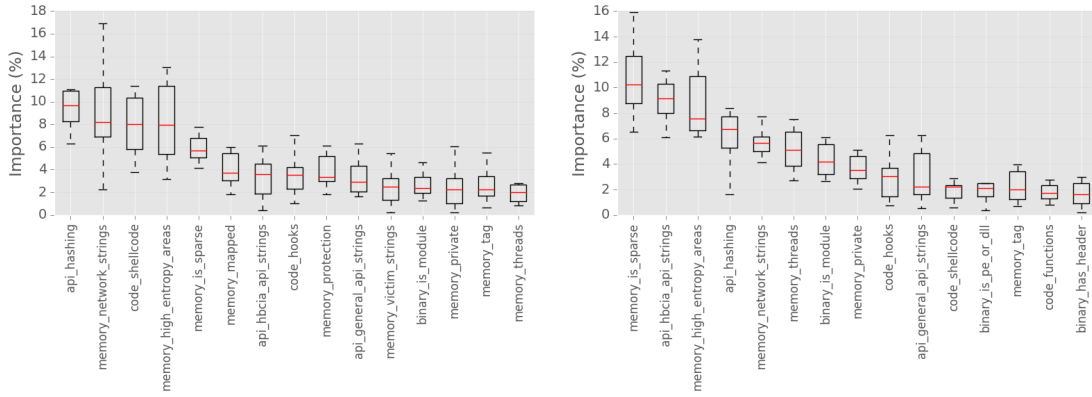 18
16
14
12
10
8
6
4
2
0
Importance (%)
api_hashing
memory_network_strings
code_shellcode
memory_high_entropy_areas
memory_is_sparse
memory_mapped
api_hbcia_api_strings
code_hooks
memory_protection
api_general_api_strings
memory_victim_strings
binary_is_module
memory_private
memory_tag
memory_threads
16
14
12
10
8
6
4
2
0
Importance (%)
memory_is_sparse
api_hbcia_api_strings
memory_high_entropy_areas
api_hashing
memory_network_strings
memory_threads
binary_is_module
memory_private
code_hooks
api_general_api_strings
code_shellcode
binary_is_pe_or_dll
memory_tag
code_functions
binary_has_header